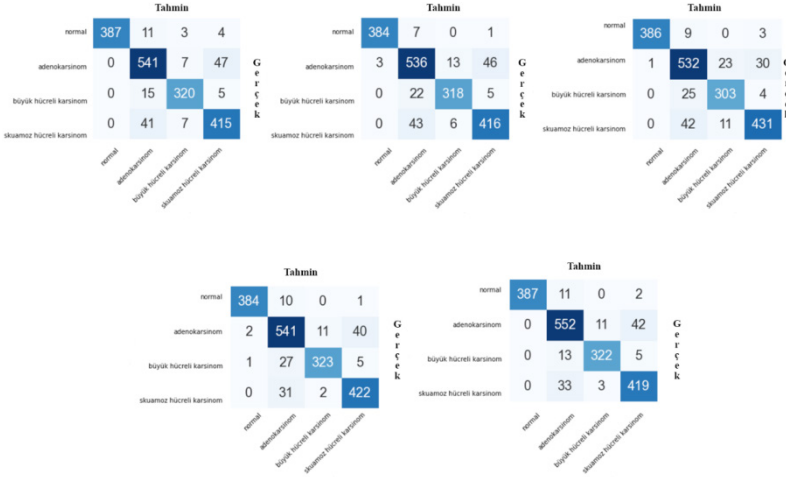 Tahmin
normal 387 11 3 4
adenokarsinom 0 541 7 47
büyük hücreli karsinom 0 15 320 5
skuamoz hücreli karsinom 0 41 7 415
normal adenokarsinom büyük hücreli karsinom skuamoz hücreli karsinom
Gerçek
Tahmin
normal 384 7 0 1
adenokarsinom 3 536 13 46
büyük hücreli karsinom 0 22 318 5
skuamoz hücreli karsinom 0 43 6 416
normal adenokarsinom büyük hücreli karsinom skuamoz hücreli karsinom
Gerçek
Tahmin
normal 386 9 0 3
adenokarsinom 1 532 23 30
büyük hücreli karsinom 0 25 303 4
skuamoz hücreli karsinom 0 42 11 431
normal adenokarsinom büyük hücreli karsinom skuamoz hücreli karsinom
Tahmin
normal 384 10 0 1
adenokarsinom 2 541 11 40
büyük hücreli karsinom 1 27 323 5
skuamoz hücreli karsinom 0 31 2 422
normal adenokarsinom büyük hücreli karsinom skuamoz hücreli karsinom
Gerçek
Tahmin
normal 387 11 0 2
adenokarsinom 0 552 11 42
büyük hücreli karsinom 0 13 322 5
skuamoz hücreli karsinom 0 33 3 419
normal adenokarsinom büyük hücreli karsinom skuamoz hücreli karsinom
Gerçek